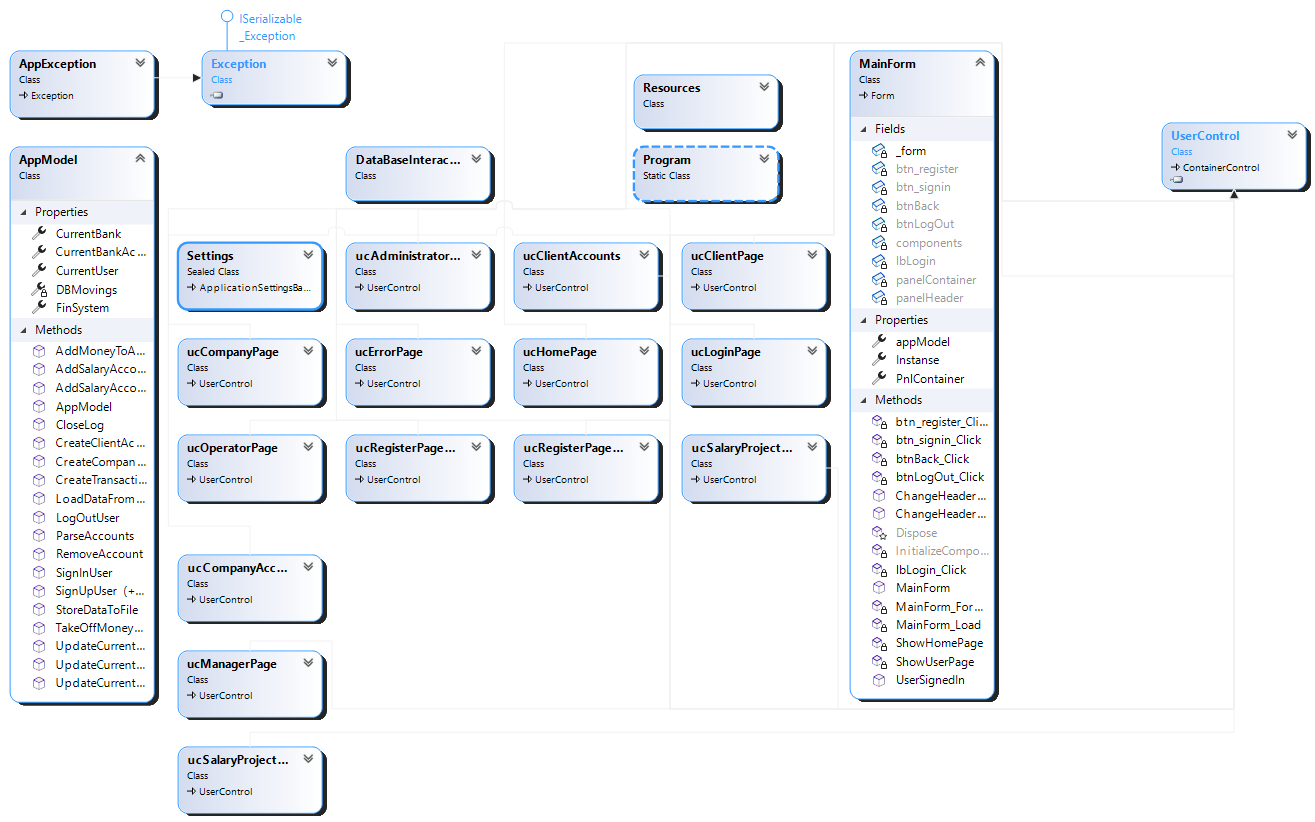 ISerializable
_Exception
AppException
Class
Exception
Exception
Class
AppModel
Class
Properties
CurrentBank
CurrentBankAc...
CurrentUser
DBMovings
FinSystem
Methods
AddMoneyToA...
AddSalaryAcco...
AddSalaryAcco...
AppModel
CloseLog
CreateClientAc...
CreateCompan...
CreateTransacti...
LoadDataFrom...
LogOutUser
ParseAccounts
RemoveAccount
SignInUser
SignUpUser (+...
StoreDataToFile
TakeOffMoney...
UpdateCurrent...
UpdateCurrent...
UpdateCurrent...
DataBaseInterac...
Class
Resources
Class
Program
Static Class
Settings
Sealed Class
ApplicationSettingsBa...
ucAdministrator...
Class
UserControl
ucClientAccounts
Class
UserControl
ucClientPage
Class
UserControl
ucCompanyPage
Class
UserControl
ucErrorPage
Class
UserControl
ucHomePage
Class
UserControl
ucLoginPage
Class
UserControl
ucOperatorPage
Class
UserControl
ucRegisterPage...
Class
UserControl
ucRegisterPage...
Class
UserControl
ucSalaryProject...
Class
UserControl
ucCompanyAcc...
Class
UserControl
ucManagerPage
Class
UserControl
ucSalaryProject...
Class
UserControl
MainForm
Class
Form
Fields
_form
btn_register
btn_signin
btnBack
btnLogOut
components
lbLogin
panelContainer
panelHeader
Properties
appModel
Instanse
PnlContainer
Methods
btn_register_Cli...
btn_signin_Click
btnBack_Click
btnLogOut_Click
ChangeHeader...
ChangeHeader...
Dispose
InitializeCompo...
lbLogin_Click
MainForm
MainForm_For...
MainForm_Load
ShowHomePage
ShowUserPage
UserSignedIn
UserControl
Class
ContainerControl